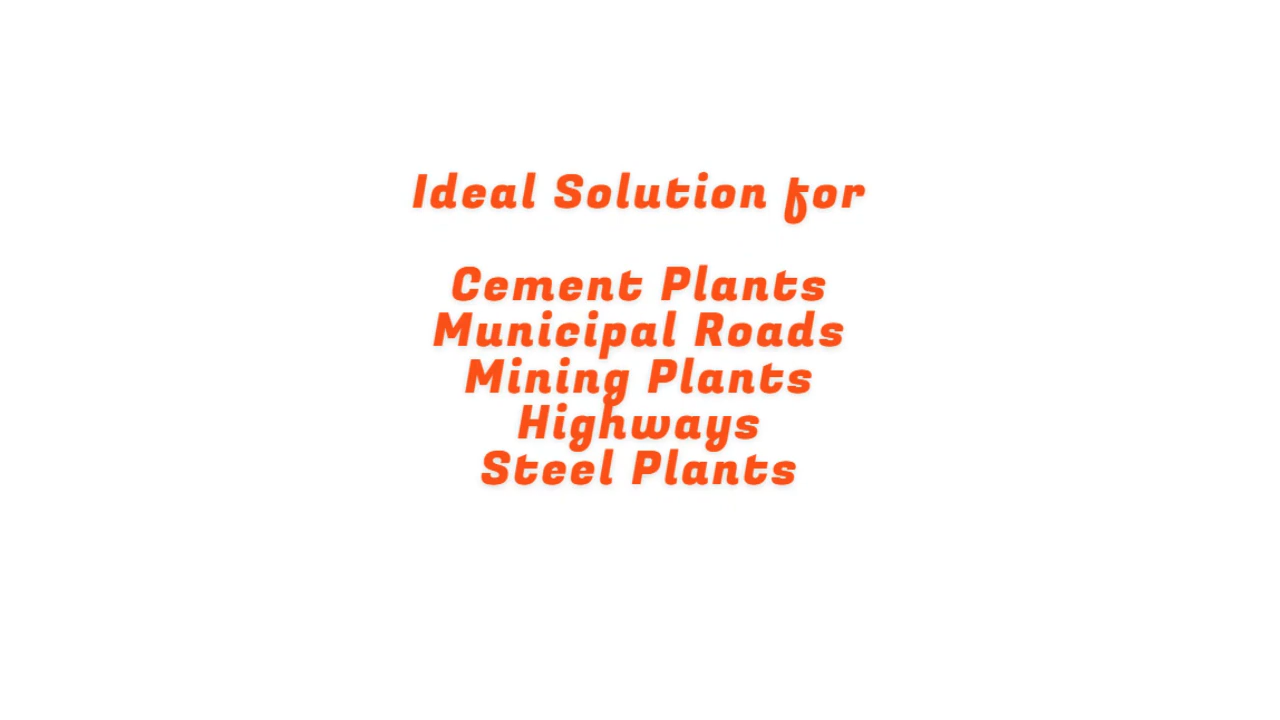 Ideal Solution for
Cement Plants
Municipal Roads
Mining Plants
Highways
Steel Plants